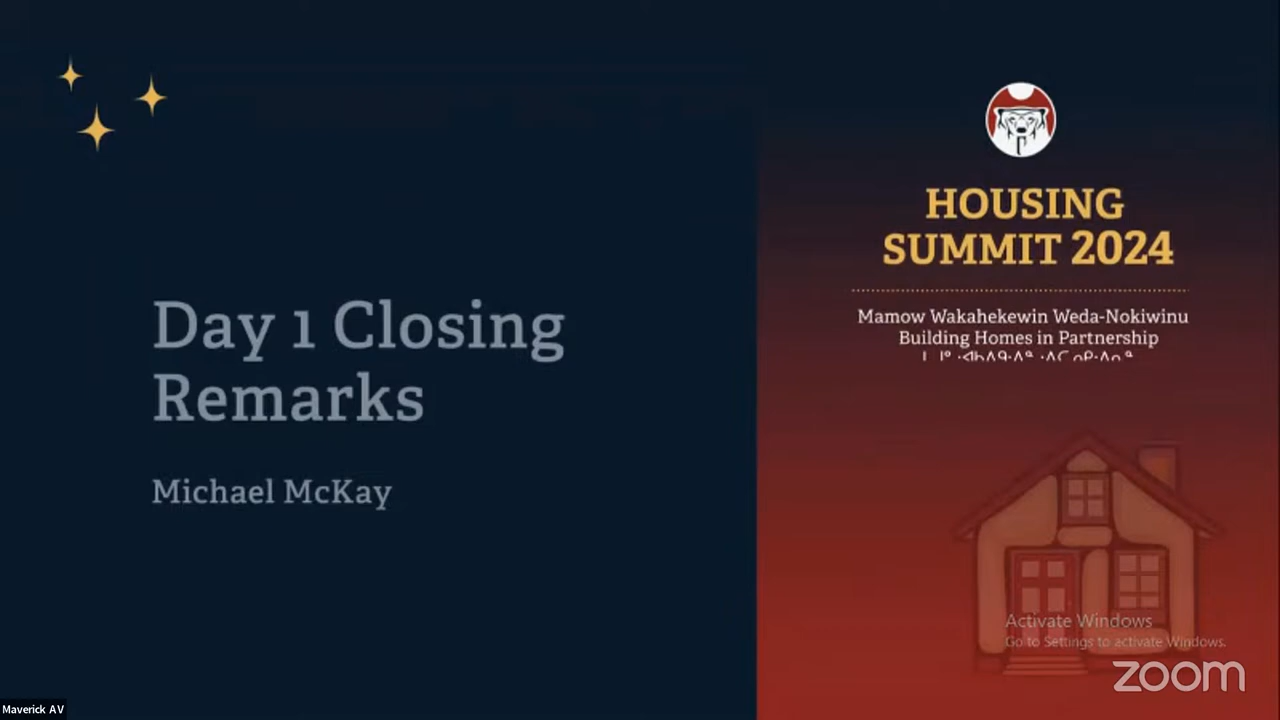 Day 1 Closing
Remarks
Michael McKay
HOUSING
SUMMIT 2024
Mamow Wakahekewin Weda-Nokiwinu
Building Homes in Partnership
Activate Windows
Go to Settings to activate Windows.
zoom
Maverick AV